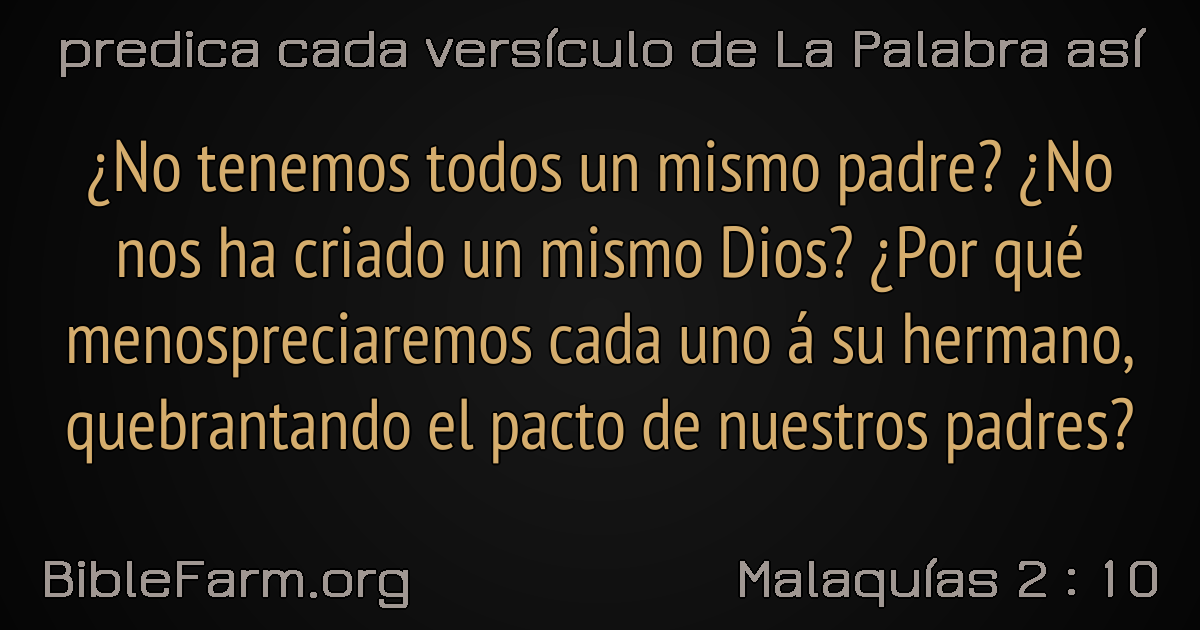 predica cada versículo de La Palabra así
¿No tenemos todos un mismo padre? ¿No
nos ha criado un mismo Dios? ¿Por qué
menospreciaremos cada uno á su hermano,
quebrantando el pacto de nuestros padres?
BibleFarm.org
Malaquías 2 : 10